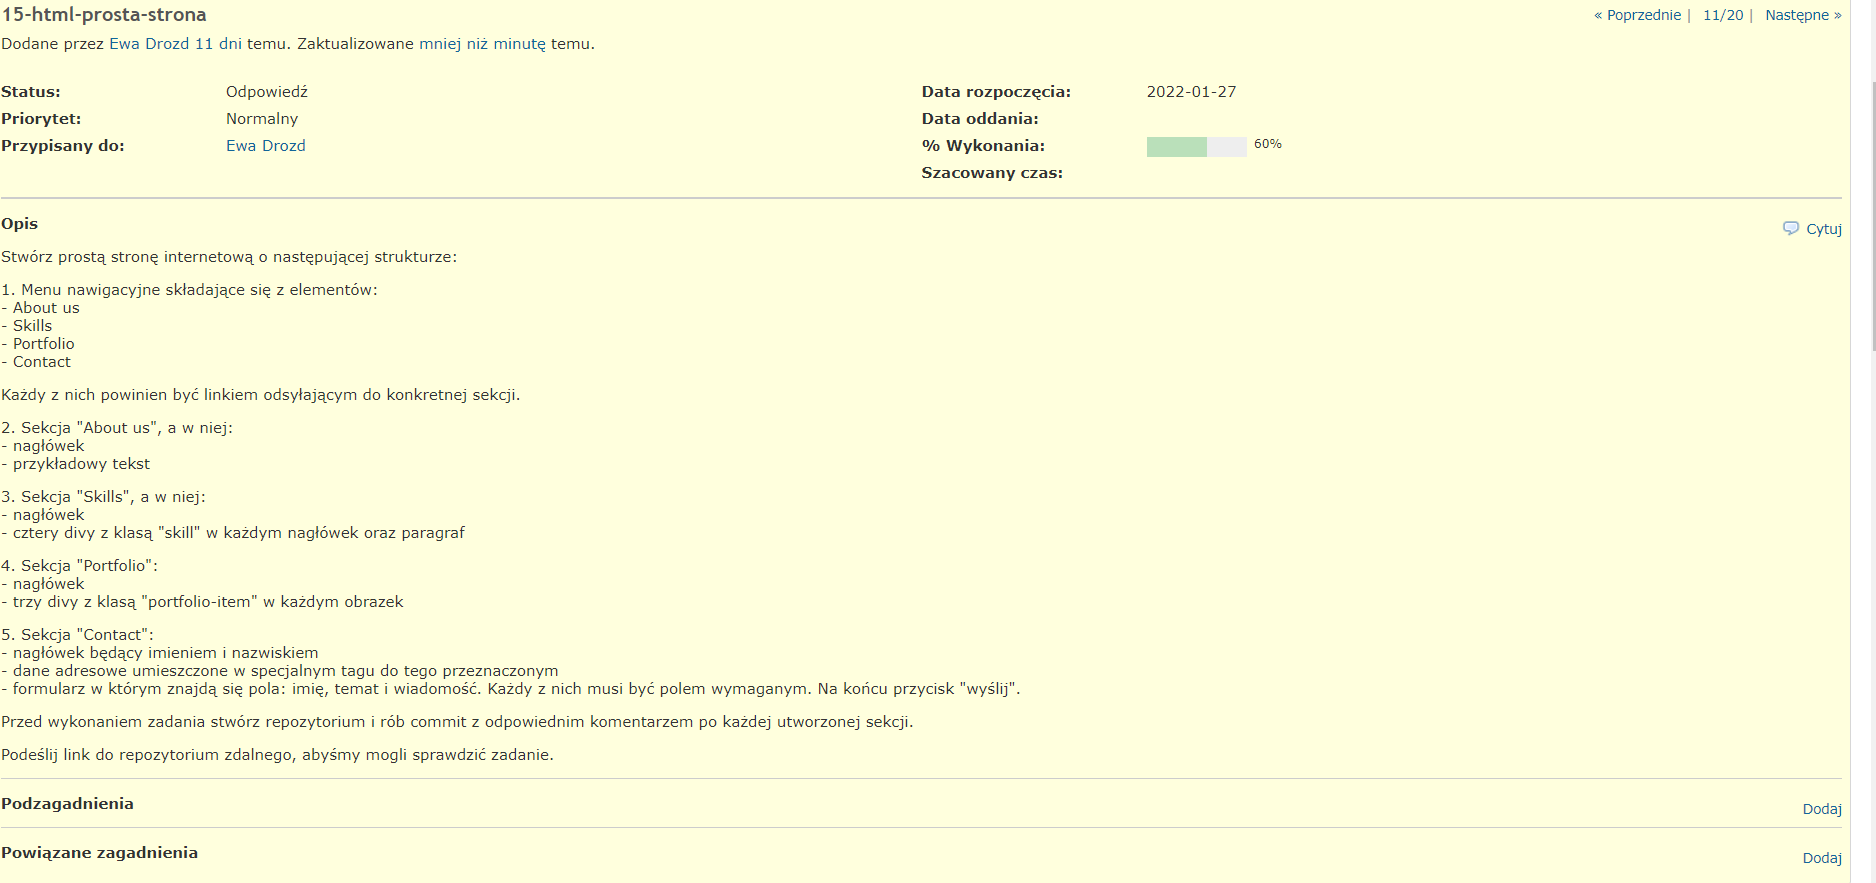 15-html-prosta-strona
« Poprzednie | 11/20 | Następne »
Dodane przez Ewa Drozd 11 dni temu. Zaktualizowane mniej niż minutę temu.
Status: Odpowiedź
Data rozpoczęcia: 2022-01-27
Priorytet: Normalny
Data oddania:
Przypisany do: Ewa Drozd
% Wykonania: 60%
Szacowany czas:
Opis
Cytuj
Stwórz prostą stronę internetową o następującej strukturze:
1. Menu nawigacyjne składające się z elementów:
- About us
- Skills
- Portfolio
- Contact
Każdy z nich powinien być linkiem odsyłającym do konkretnej sekcji.
2. Sekcja "About us", a w niej:
- nagłówek
- przykładowy tekst
3. Sekcja "Skills", a w niej:
- nagłówek
- cztery divy z klasą "skill" w każdym nagłówek oraz paragraf
4. Sekcja "Portfolio":
- nagłówek
- trzy divy z klasą "portfolio-item" w każdym obrazek
5. Sekcja "Contact":
- nagłówek będący imieniem i nazwiskiem
- dane adresowe umieszczone w specjalnym tagu do tego przeznaczonym
- formularz w którym znajdą się pola: imię, temat i wiadomość. Każdy z nich musi być polem wymaganym. Na końcu przycisk "wyślij".
Przed wykonaniem zadania stwórz repozytorium i rób commit z odpowiednim komentarzem po każdej utworzonej sekcji.
Podeślij link do repozytorium zdalnego, abyśmy mogli sprawdzić zadanie.
Podzagadnienia
Dodaj
Powiązane zagadnienia
Dodaj